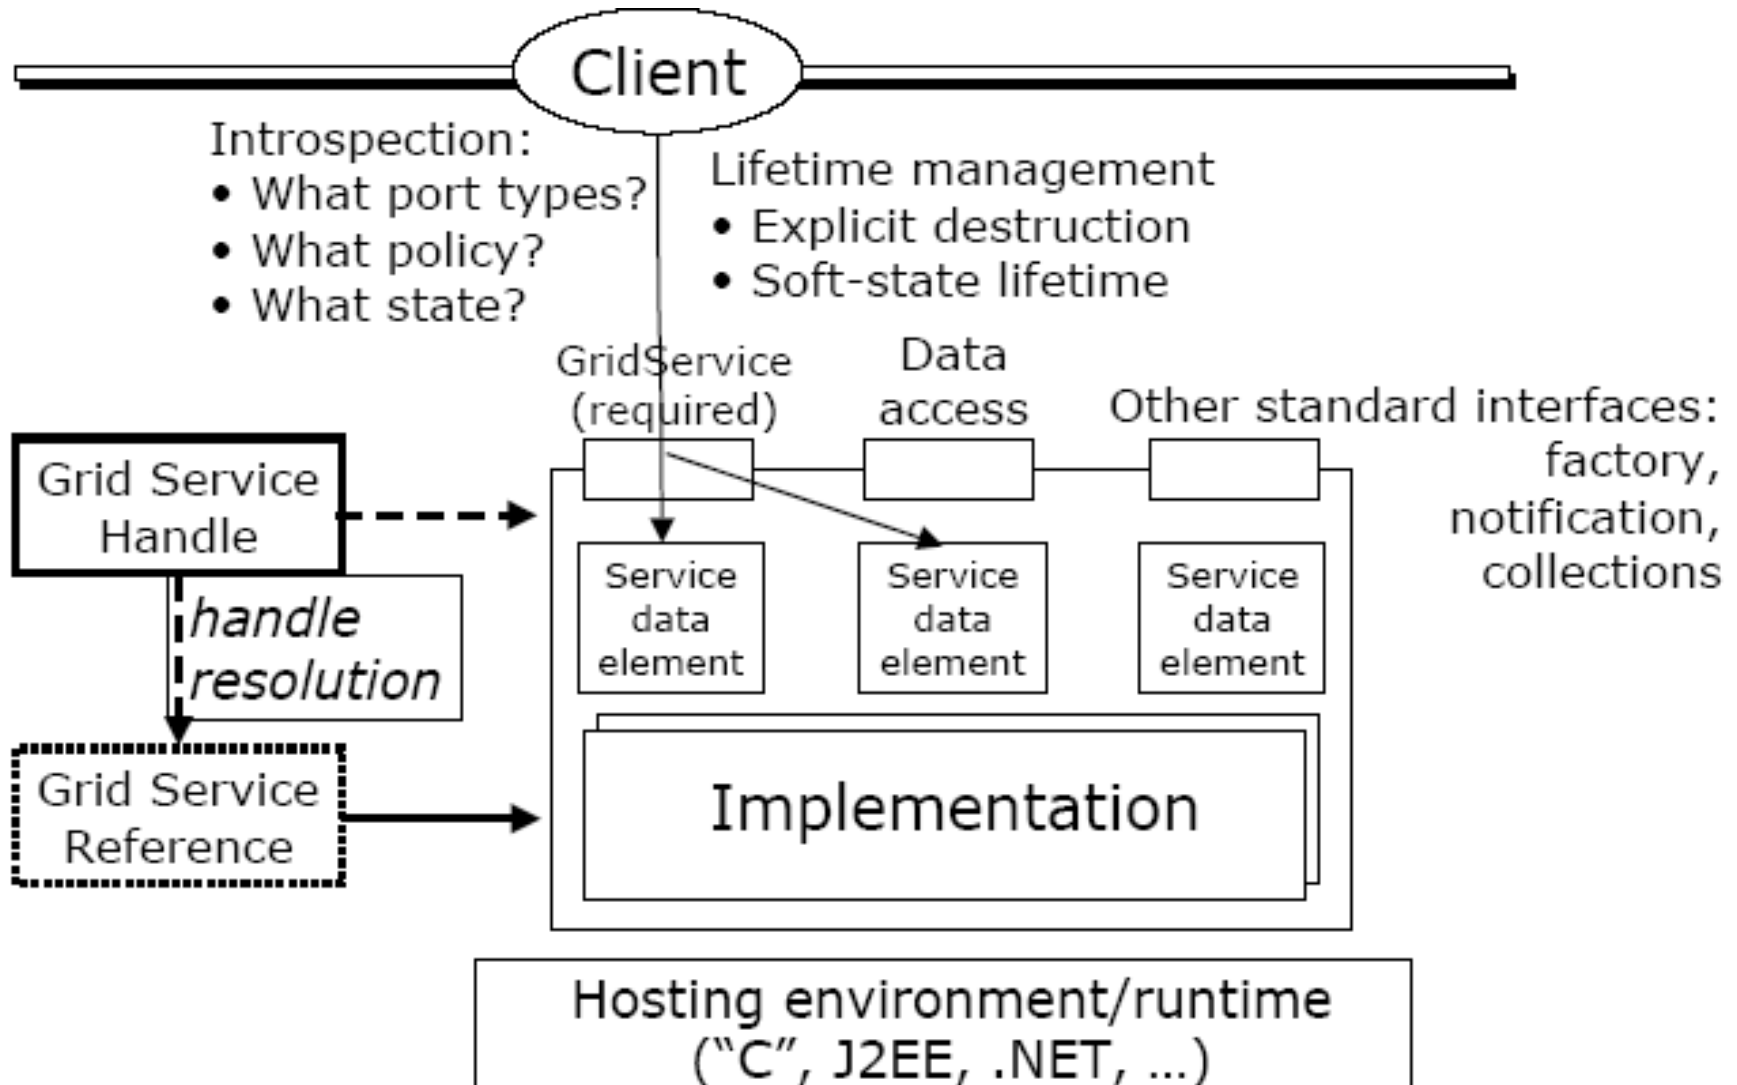 Client
Introspection:
• What port types?
• What policy?
• What state?
Lifetime management
• Explicit destruction
• Soft-state lifetime
GridService
(required)
Data
access
Other standard interfaces:
factory,
notification,
collections
Grid Service
Handle
handle
resolution
Grid Service
Reference
Service
data
element
Service
data
element
Service
data
element
Implementation
Hosting environment/runtime
(“C”, J2EE, .NET, …)